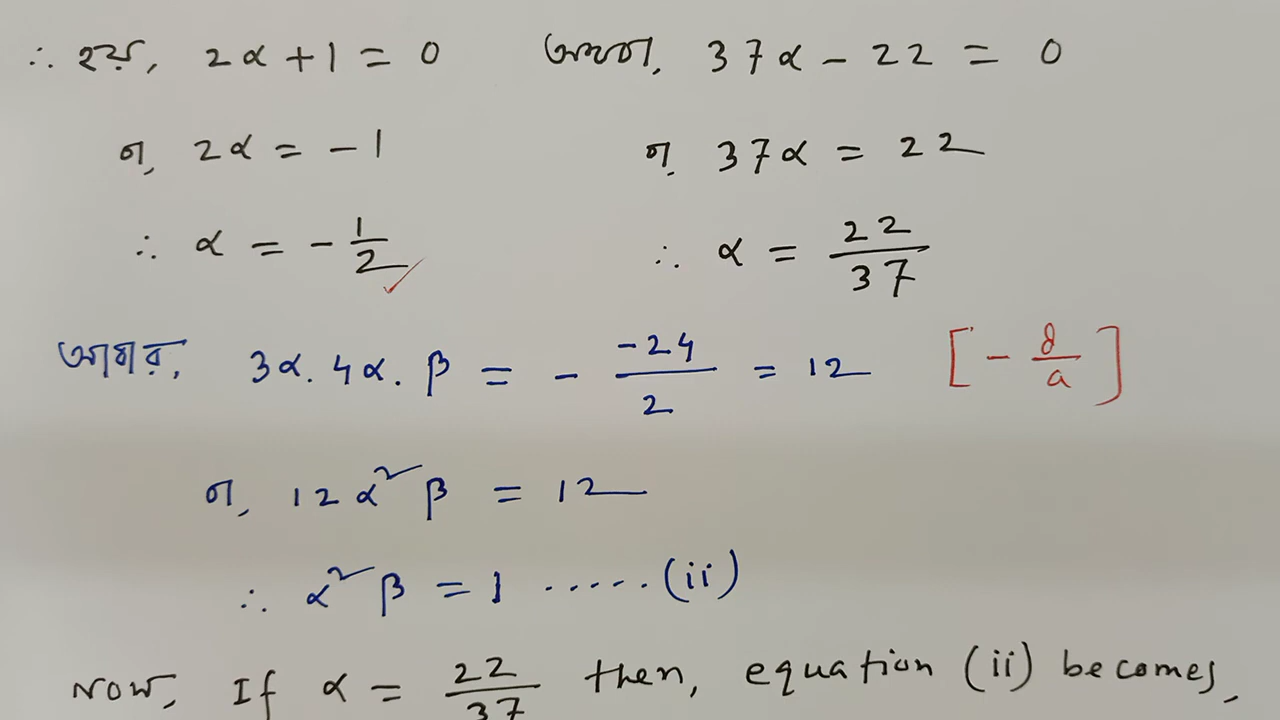 ∴ হয়, 2α + 1 = 0 অথবা, 37α - 22 = 0
বা, 2α = - 1 বা, 37α = 22
∴ α = - 1/2 ∴ α = 22/37
আবার, 3α. 4α. β = - -24/2 = 12 [- d/a]
বা, 12α²β = 12
∴ α²β = 1 ..... (ii)
Now, If α = 22/37 then, equation (ii) becomes,